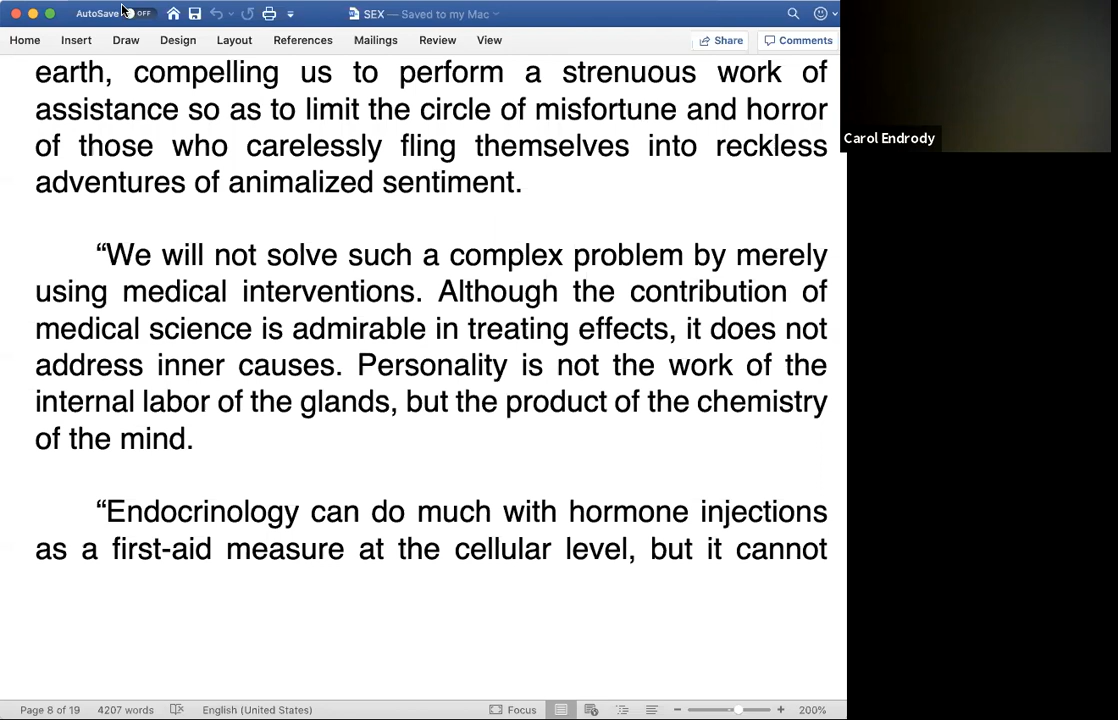 AutoSave OFF SEX — Saved to my Mac
Home Insert Draw Design Layout References Mailings Review View Share Comments
earth, compelling us to perform a strenuous work of
assistance so as to limit the circle of misfortune and horror
of those who carelessly fling themselves into reckless
adventures of animalized sentiment.
“We will not solve such a complex problem by merely
using medical interventions. Although the contribution of
medical science is admirable in treating effects, it does not
address inner causes. Personality is not the work of the
internal labor of the glands, but the product of the chemistry
of the mind.
“Endocrinology can do much with hormone injections
as a first-aid measure at the cellular level, but it cannot
Page 8 of 19 4207 words English (United States) Focus 200%
Carol Endrody